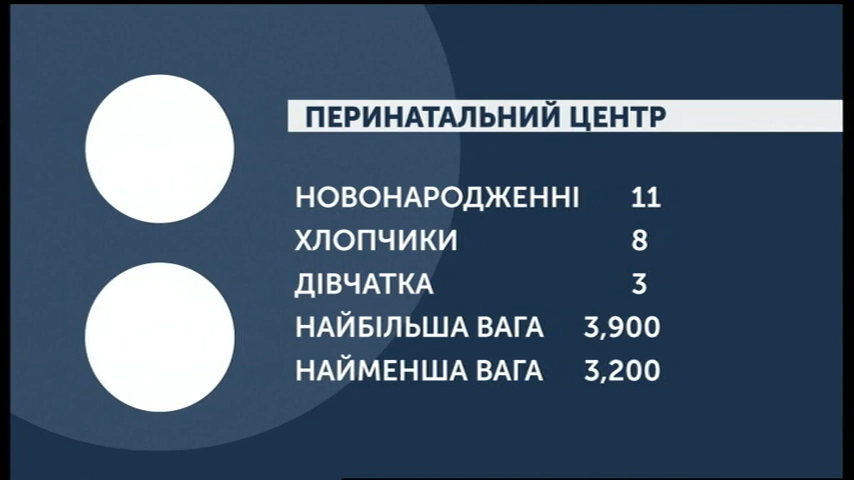 ПЕРИНАТАЛЬНИЙ ЦЕНТР
НОВОНАРОДЖЕННІ 11
ХЛОПЧИКИ 8
ДІВЧАТКА 3
НАЙБІЛЬША ВАГА 3,900
НАЙМЕНША ВАГА 3,200